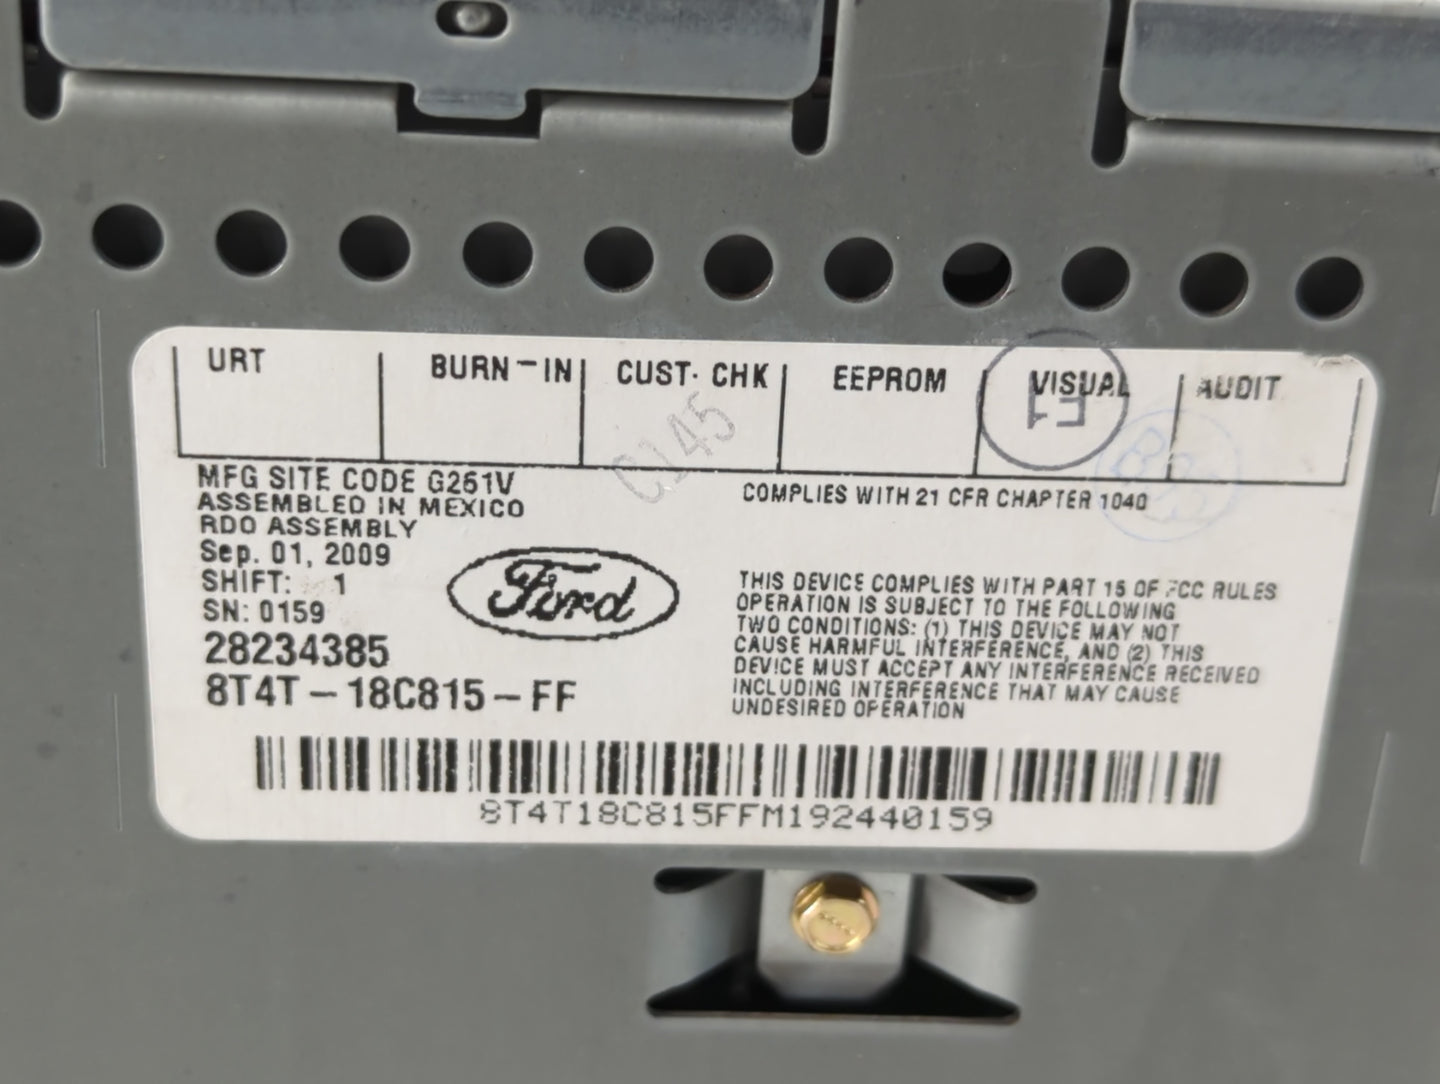 URT BURN-IN CUST. CHK EEPROM VISUAL AUDIT
E1
C145
MFG SITE CODE G261V
ASSEMBLED IN MEXICO
RDO ASSEMBLY
Sep. 01, 2009
SHIFT: 1
SN: 0159
28234385
8T4T-18C815-FF
Ford
COMPLIES WITH 21 CFR CHAPTER 1040
THIS DEVICE COMPLIES WITH PART 15 OF FCC RULES
OPERATION IS SUBJECT TO THE FOLLOWING
TWO CONDITIONS: (1) THIS DEVICE MAY NOT
CAUSE HARMFUL INTERFERENCE, AND (2) THIS
DEVICE MUST ACCEPT ANY INTERFERENCE RECEIVED
INCLUDING INTERFERENCE THAT MAY CAUSE
UNDESIRED OPERATION
8T4T18C815FFM192440159